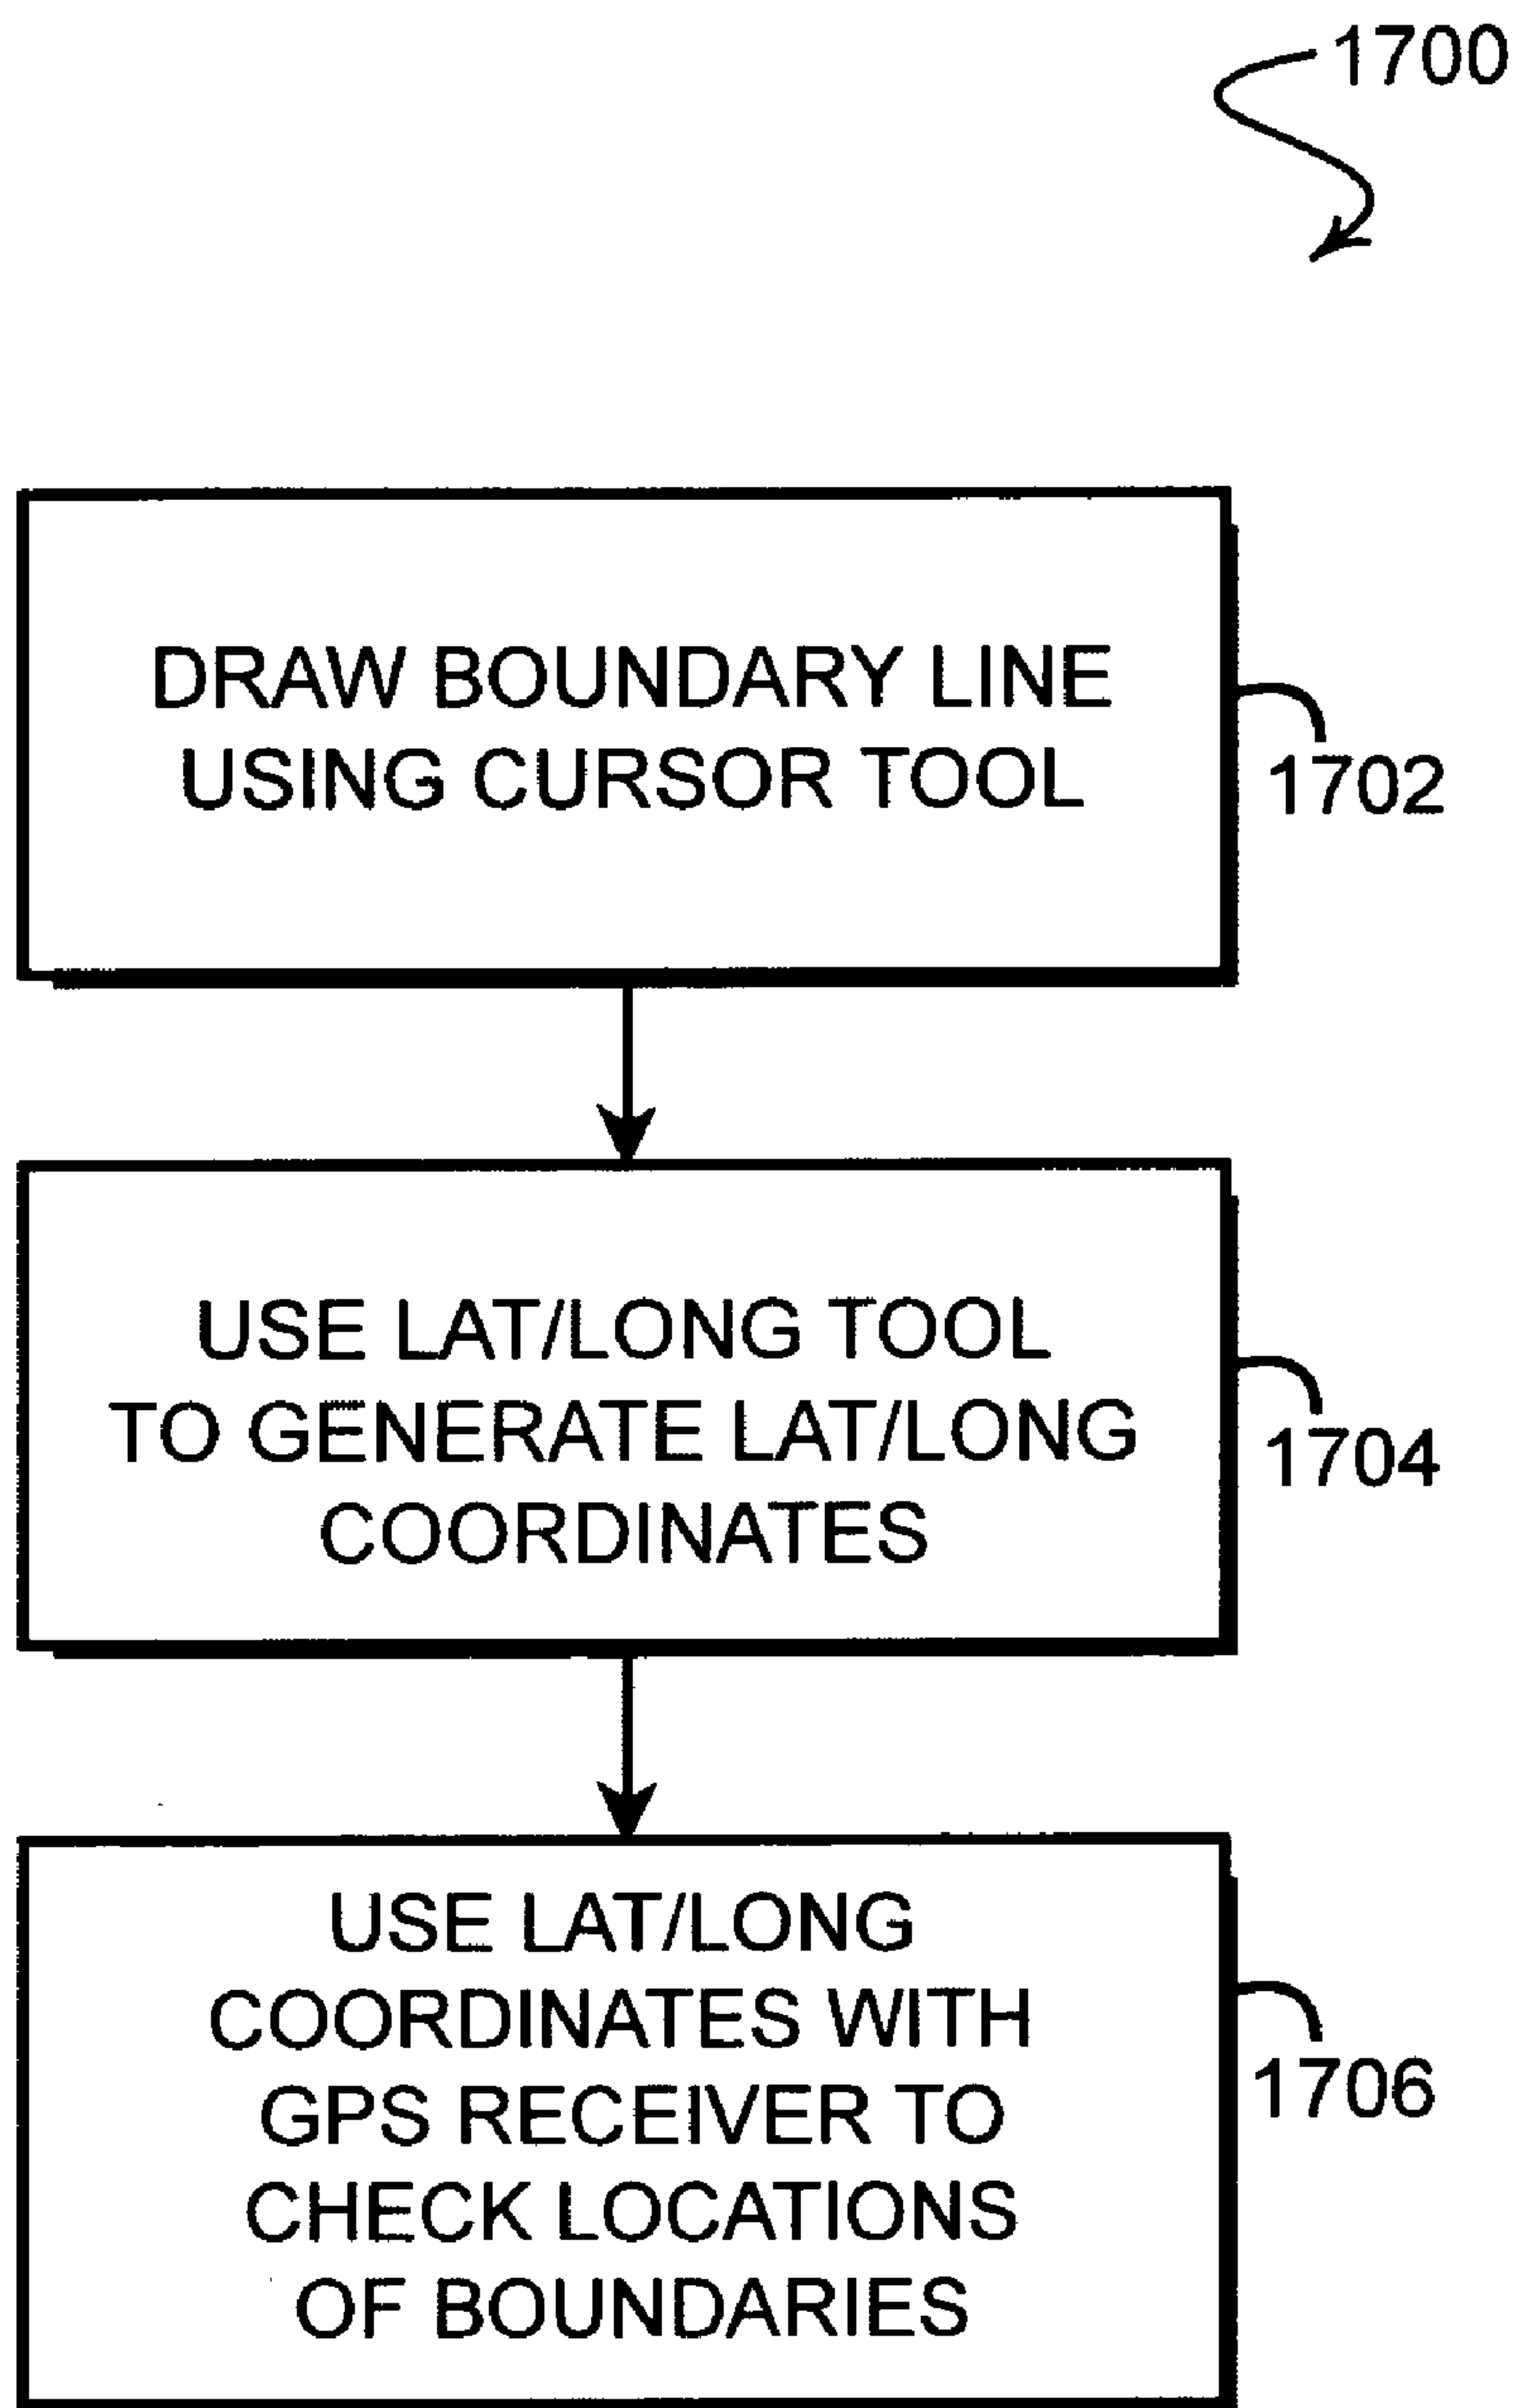 1700
DRAW BOUNDARY LINE
USING CURSOR TOOL
1702
USE LAT/LONG TOOL
TO GENERATE LAT/LONG
COORDINATES
1704
USE LAT/LONG
COORDINATES WITH
GPS RECEIVER TO
CHECK LOCATIONS
OF BOUNDARIES
1706